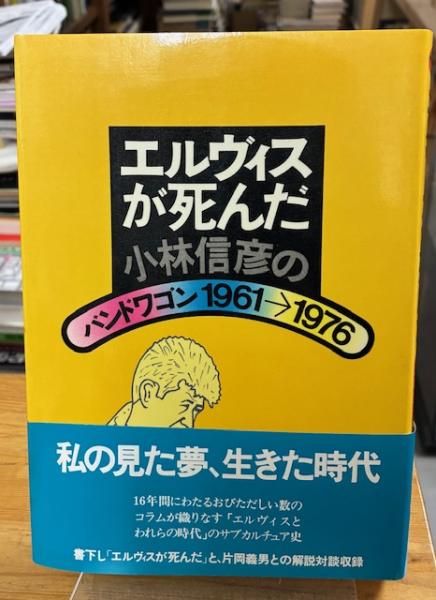 エルヴィス
が死んだ
小林信彦の
バンドワゴン1961→1976
私の見た夢、生きた時代
16年間にわたるおびただしい数の
コラムが織りなす「エルヴィスと
われらの時代」のサブカルチュア史
書下し「エルヴィスが死んだ」と、片岡義男との解説対談収録